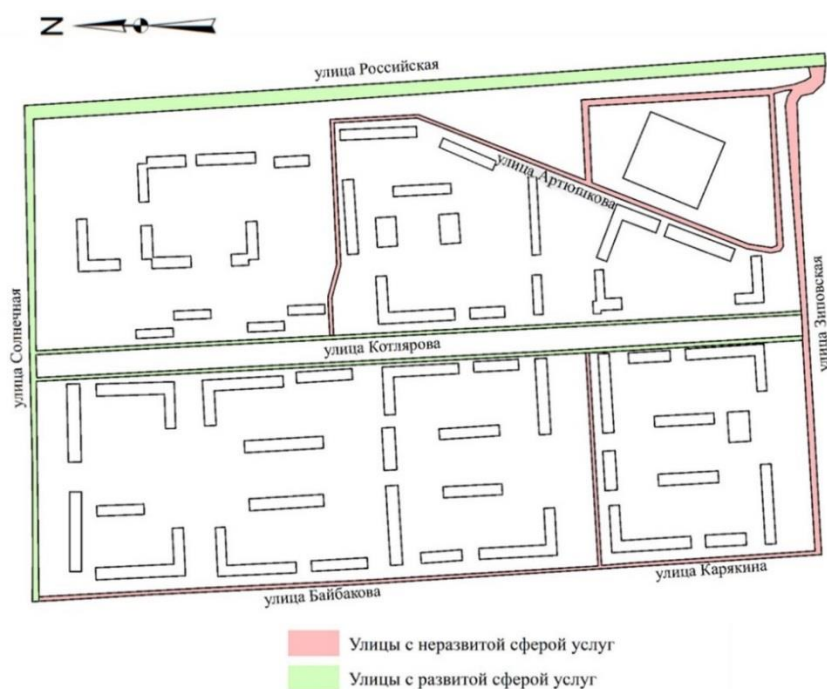 N
улица Российская
улица Артюшкова
улица Солнечная
улица Котлярова
улица Зиповская
улица Байбакова
улица Карякина
Улицы с неразвитой сферой услуг
Улицы с развитой сферой услуг